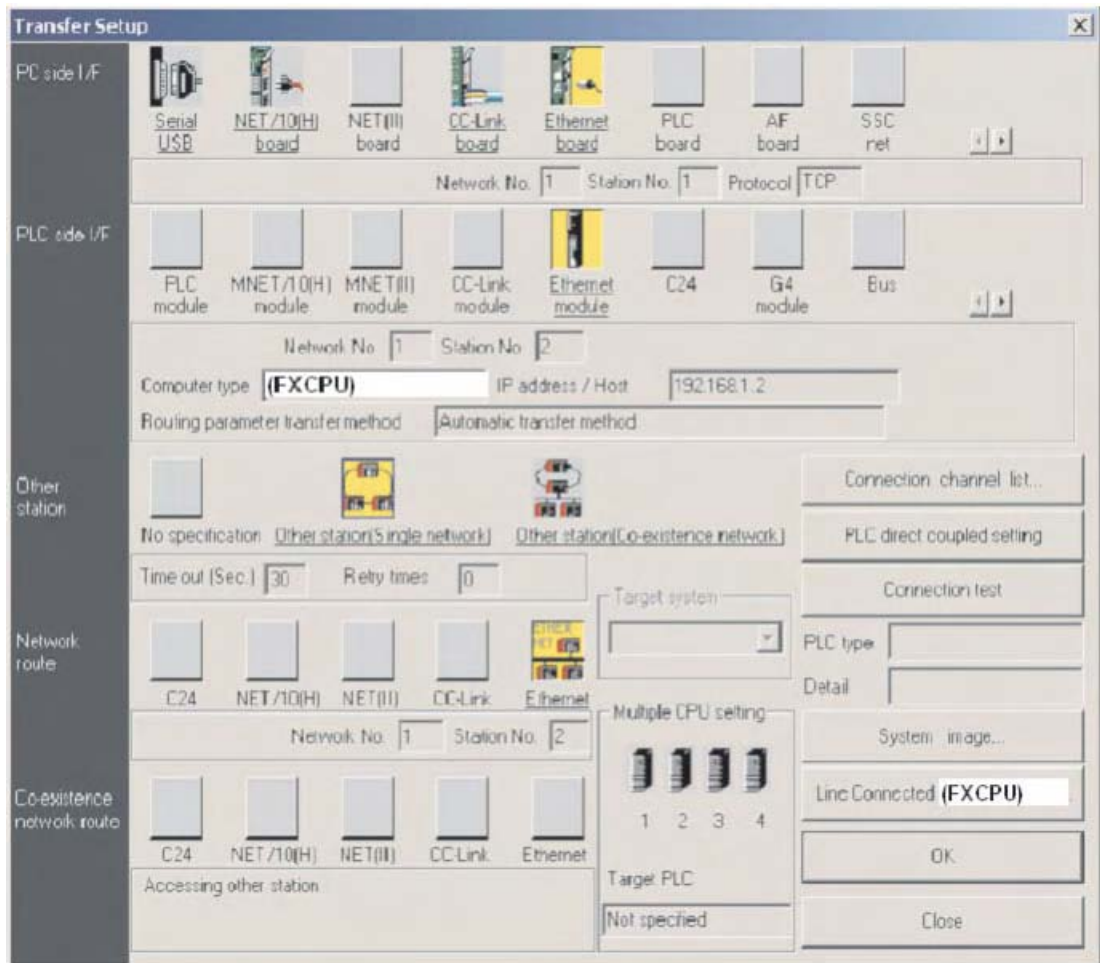 Transfer Setup
PC side I/F
Serial USB
NET/10(H) board
NET(II) board
CC-Link board
Ethernet board
PLC board
AF board
SSC net
Network No. 1 Station No. 1 Protocol TCP
PLC side I/F
PLC module
MNET/10(H) module
MNET(II) module
CC-Link module
Ethernet module
C24
G4 module
Bus
Network No 1 Station No 2
Computer type (FXCPU) IP address / Host 192.168.1.2
Routing parameter transfer method Automatic transfer method
Other station
No specification
Other station(Single network)
Other station(Co-existence network)
Time out (Sec.) 30 Retry times 0
Connection channel list...
PLC direct coupled setting
Connection test
PLC type
Detail
System image...
Line Connected (FXCPU)
OK
Close
Target system
Network route
C24
NET/10(H)
NET(II)
CC-Link
ETHER NET
Ethernet
Network No. 1 Station No. 2
Multiple CPU setting
1 2 3 4
Target PLC
Not specified
Co-existence network route
C24
NET/10(H)
NET(II)
CC-Link
Ethernet
Accessing other station